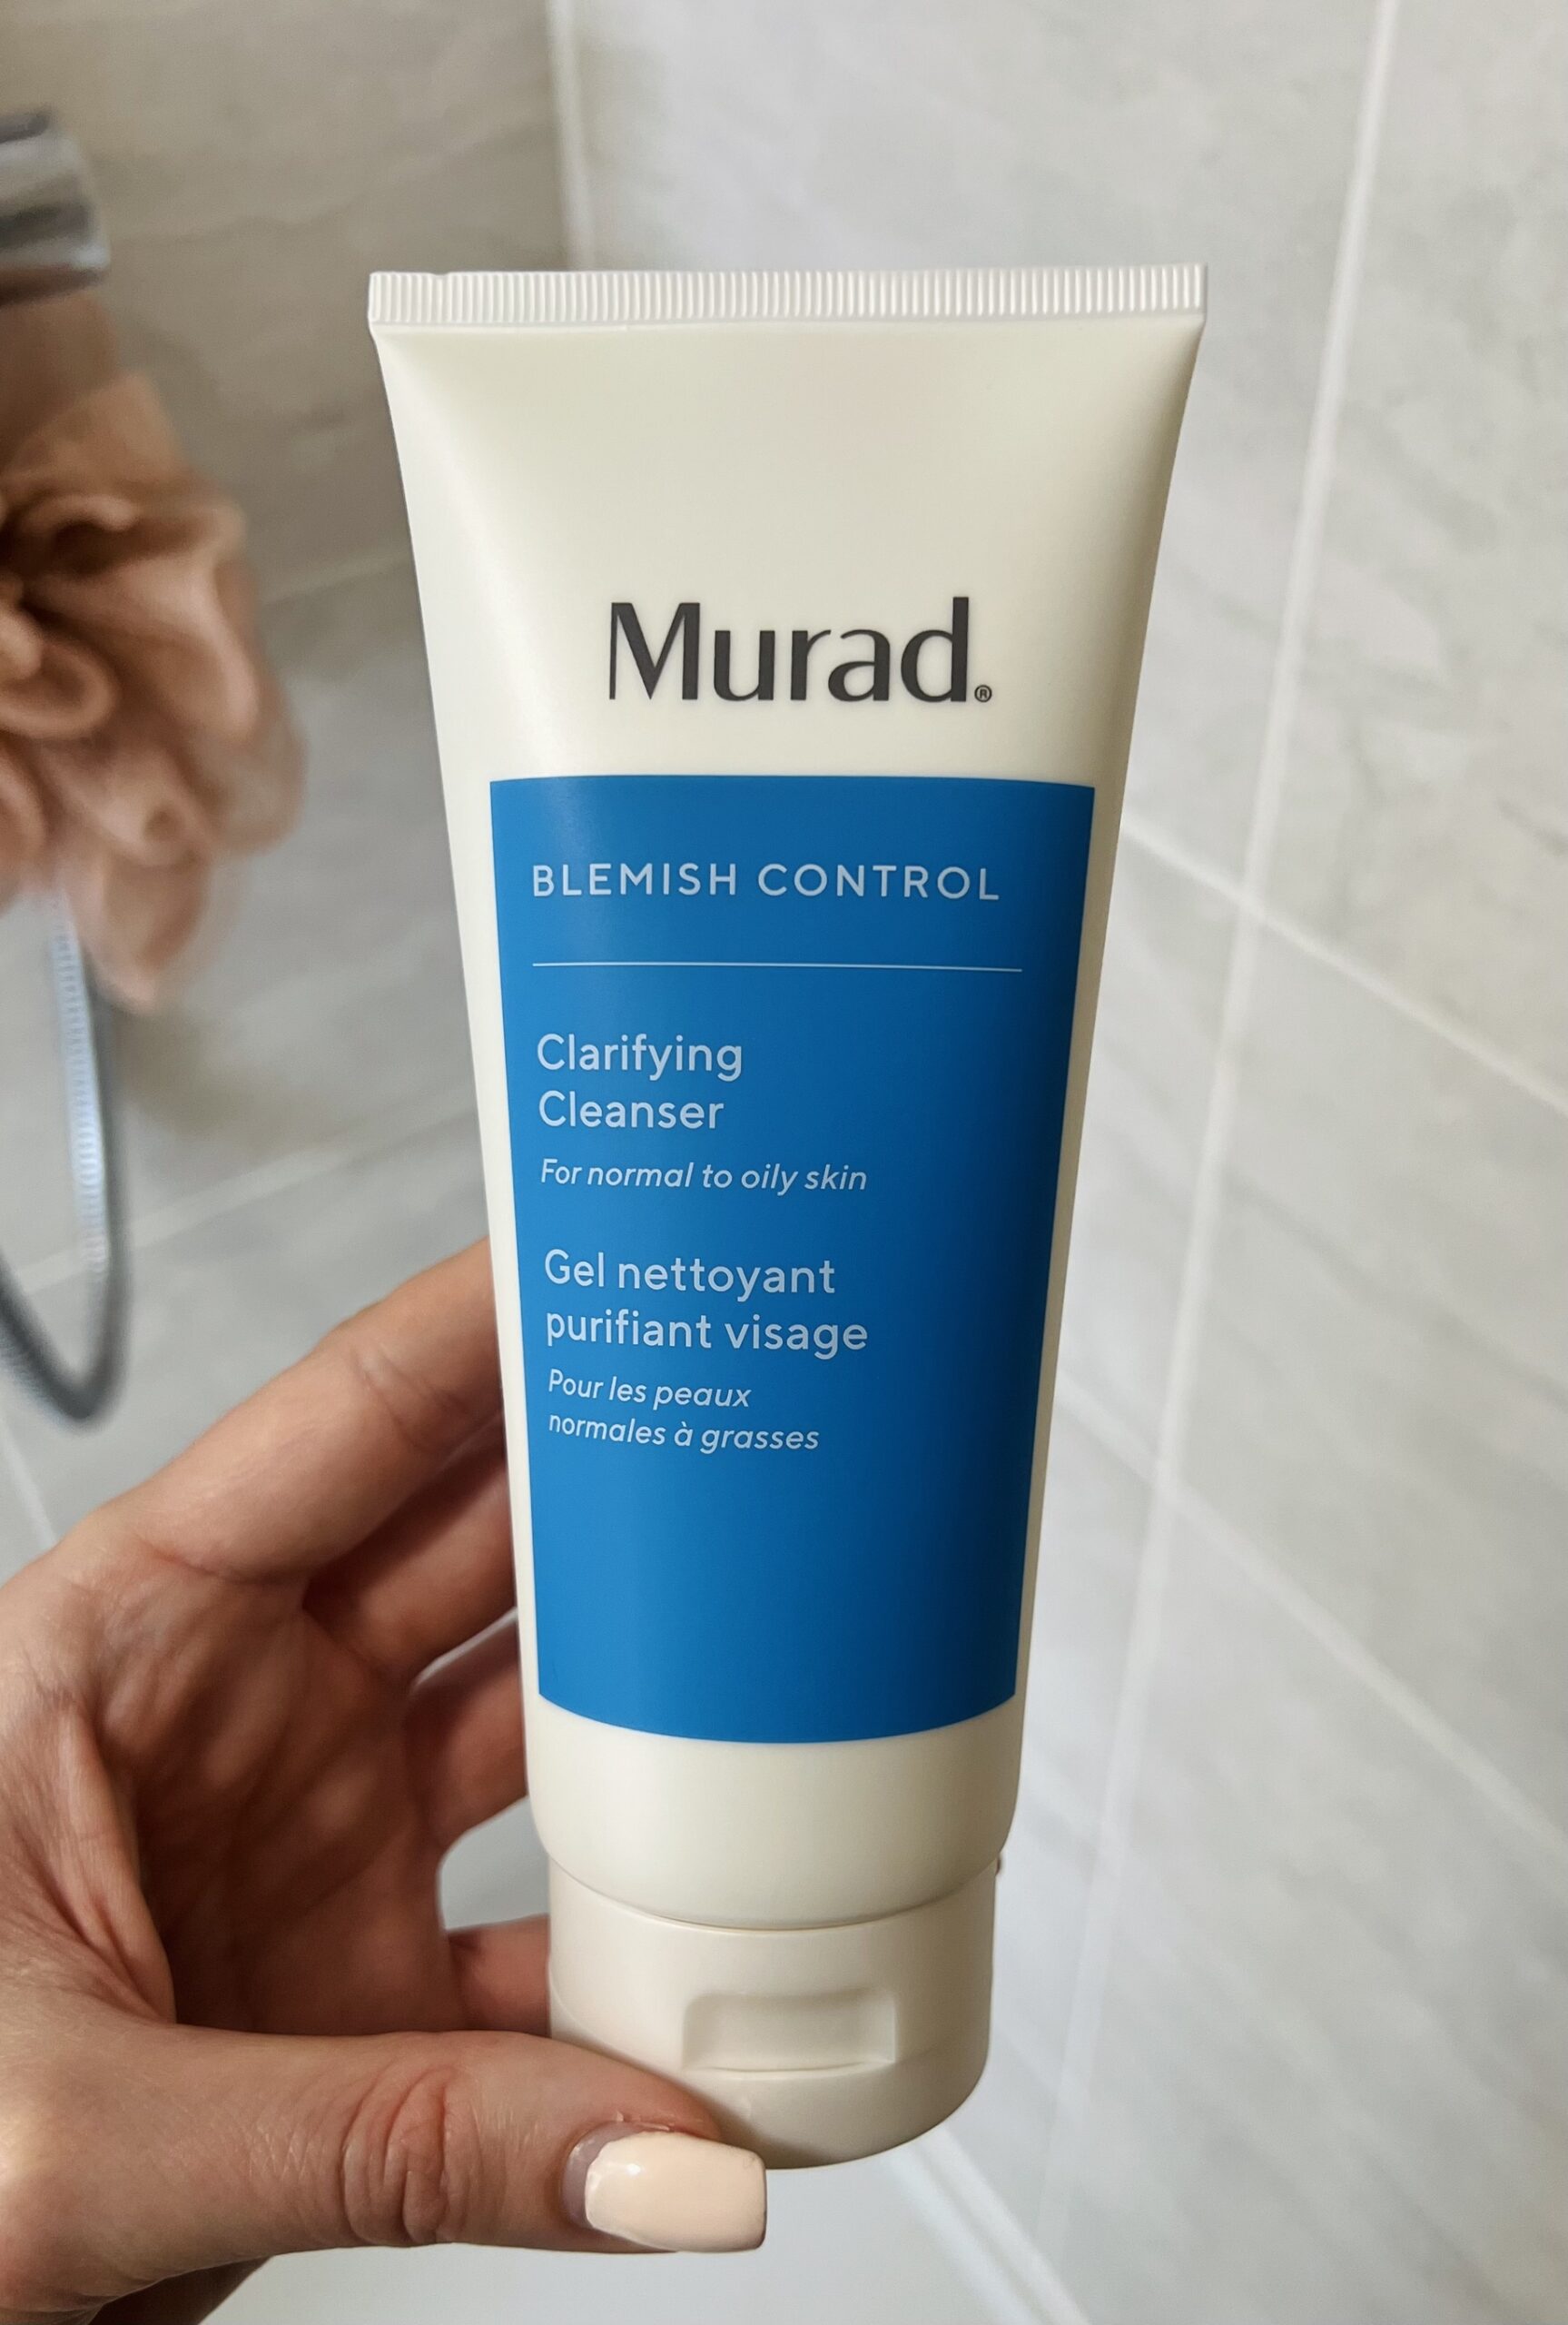 Murad®
BLEMISH CONTROL
Clarifying
Cleanser
For normal to oily skin
Gel nettoyant
purifiant visage
Pour les peaux
normales à grasses